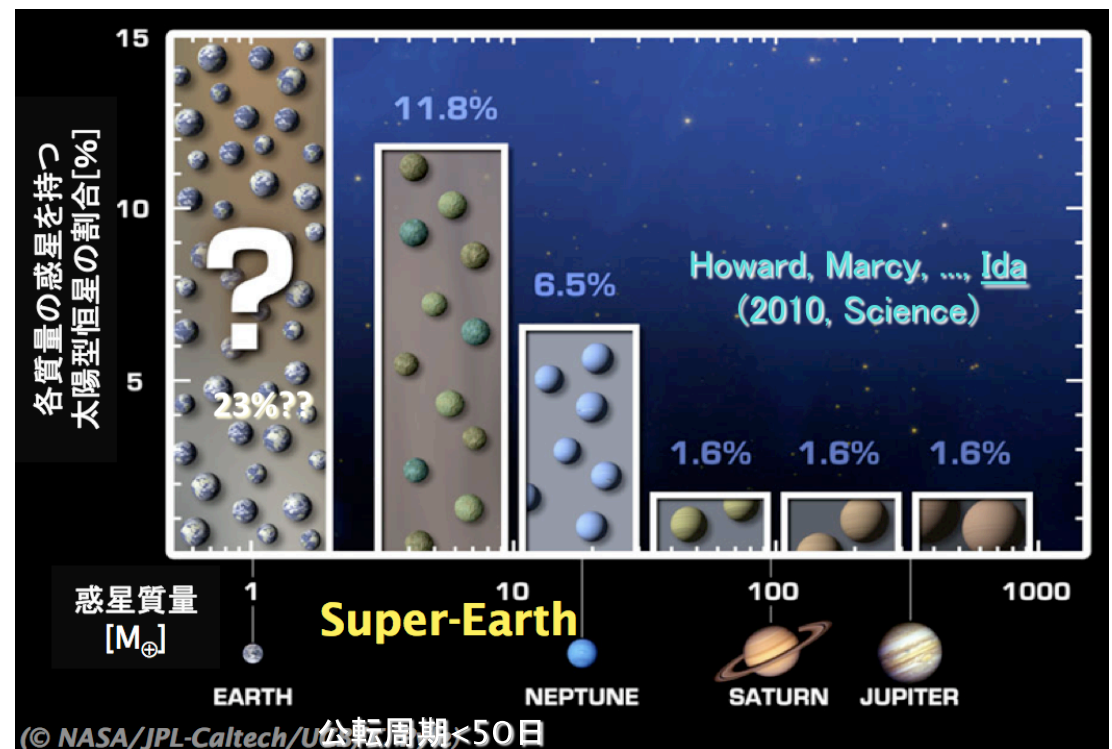 15
11.8%
各質量の惑星を持つ
太陽型恒星の割合[%]
10
?
6.5%
Howard, Marcy, ..., Ida
(2010, Science)
5
23%??
1.6%
1.6%
1.6%
惑星質量
[M⊕]
1
10
100
1000
Super-Earth
EARTH
NEPTUNE
SATURN
JUPITER
(© NASA/JPL-Caltech/
公転周期<50日